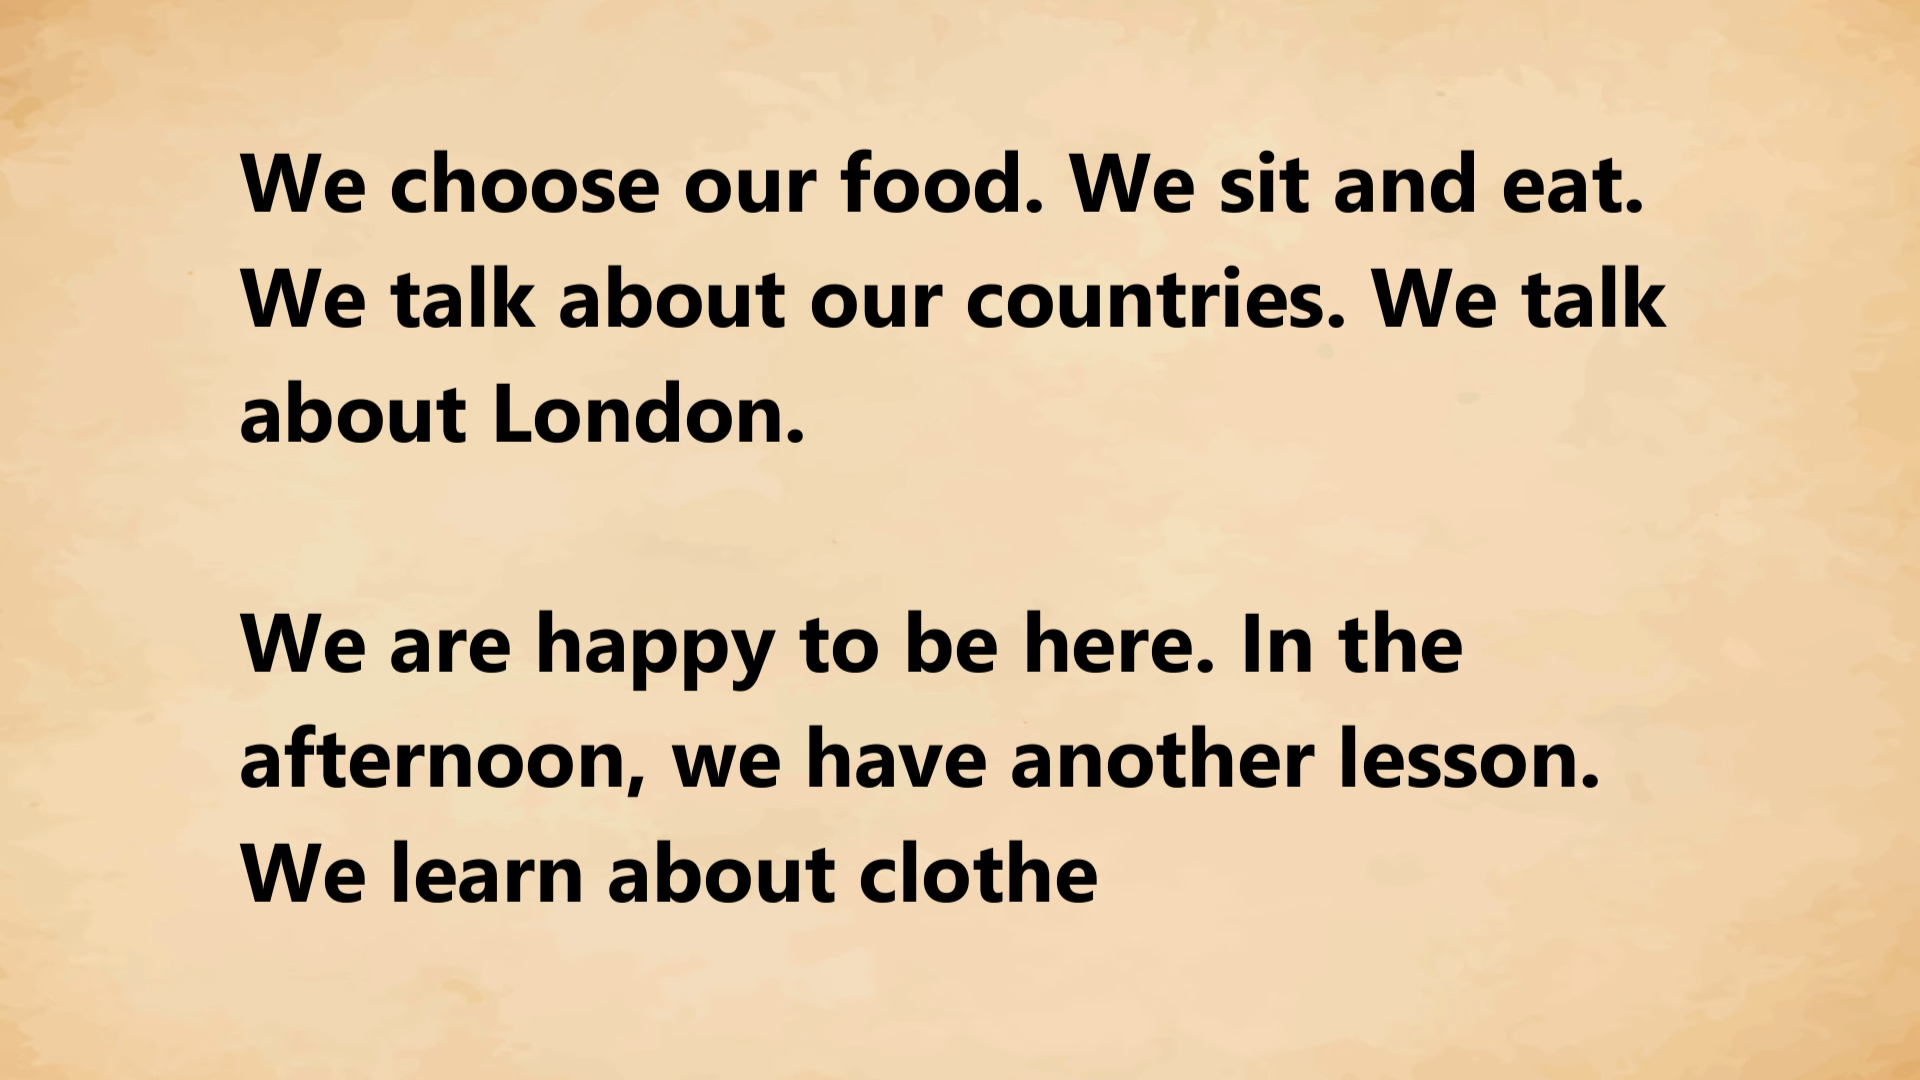 We choose our food. We sit and eat.
We talk about our countries. We talk
about London.
We are happy to be here. In the
afternoon, we have another lesson.
We learn about clothe